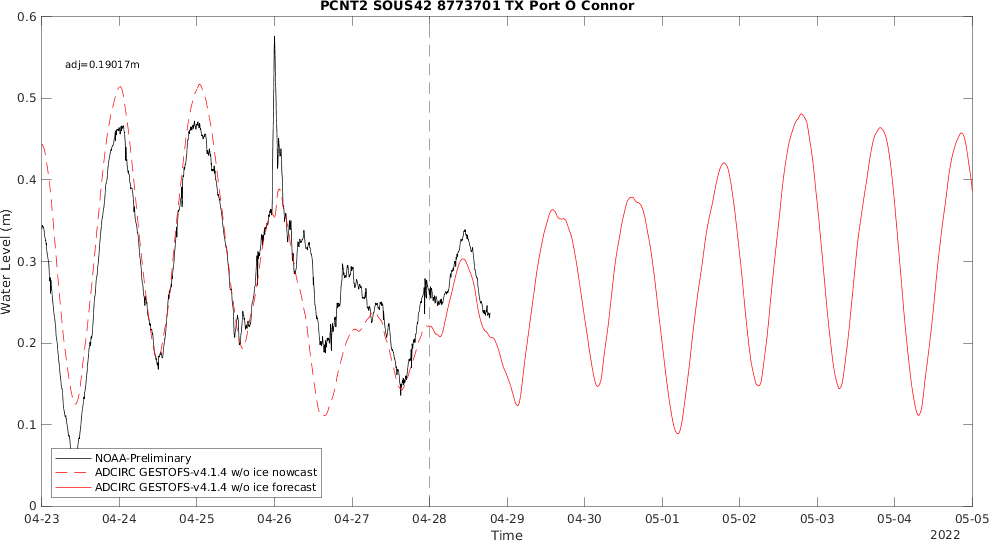 PCNT2 SOUS42 8773701 TX Port O Connor
adj=0.19017m
Water Level (m)
0.6
0.5
0.4
0.3
0.2
0.1
0
NOAA-Preliminary
ADCIRC GESTOFS-v4.1.4 w/o ice nowcast
ADCIRC GESTOFS-v4.1.4 w/o ice forecast
04-23 04-24 04-25 04-26 04-27 04-28 04-29 04-30 05-01 05-02 05-03 05-04 05-05
Time
2022